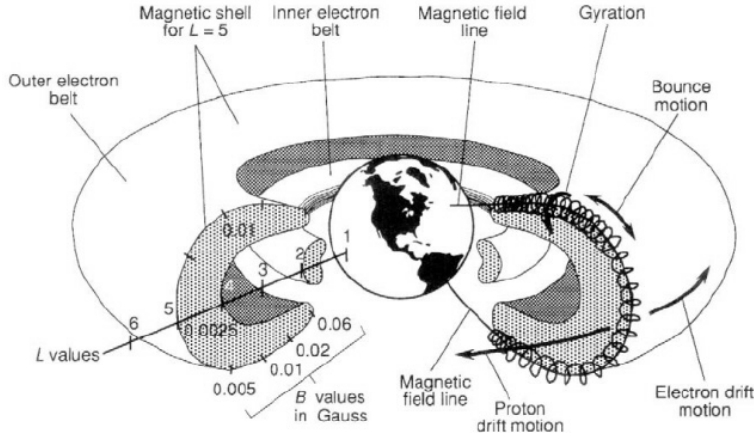 Magnetic shell
for L = 5
Inner electron
belt
Magnetic field
line
Gyration
Outer electron
belt
Bounce
motion
0.01
1
2
3
4
5
6
0.0025
0.06
0.02
0.01
0.005
L values
B values
in Gauss
Magnetic
field line
Proton
drift motion
Electron drift
motion